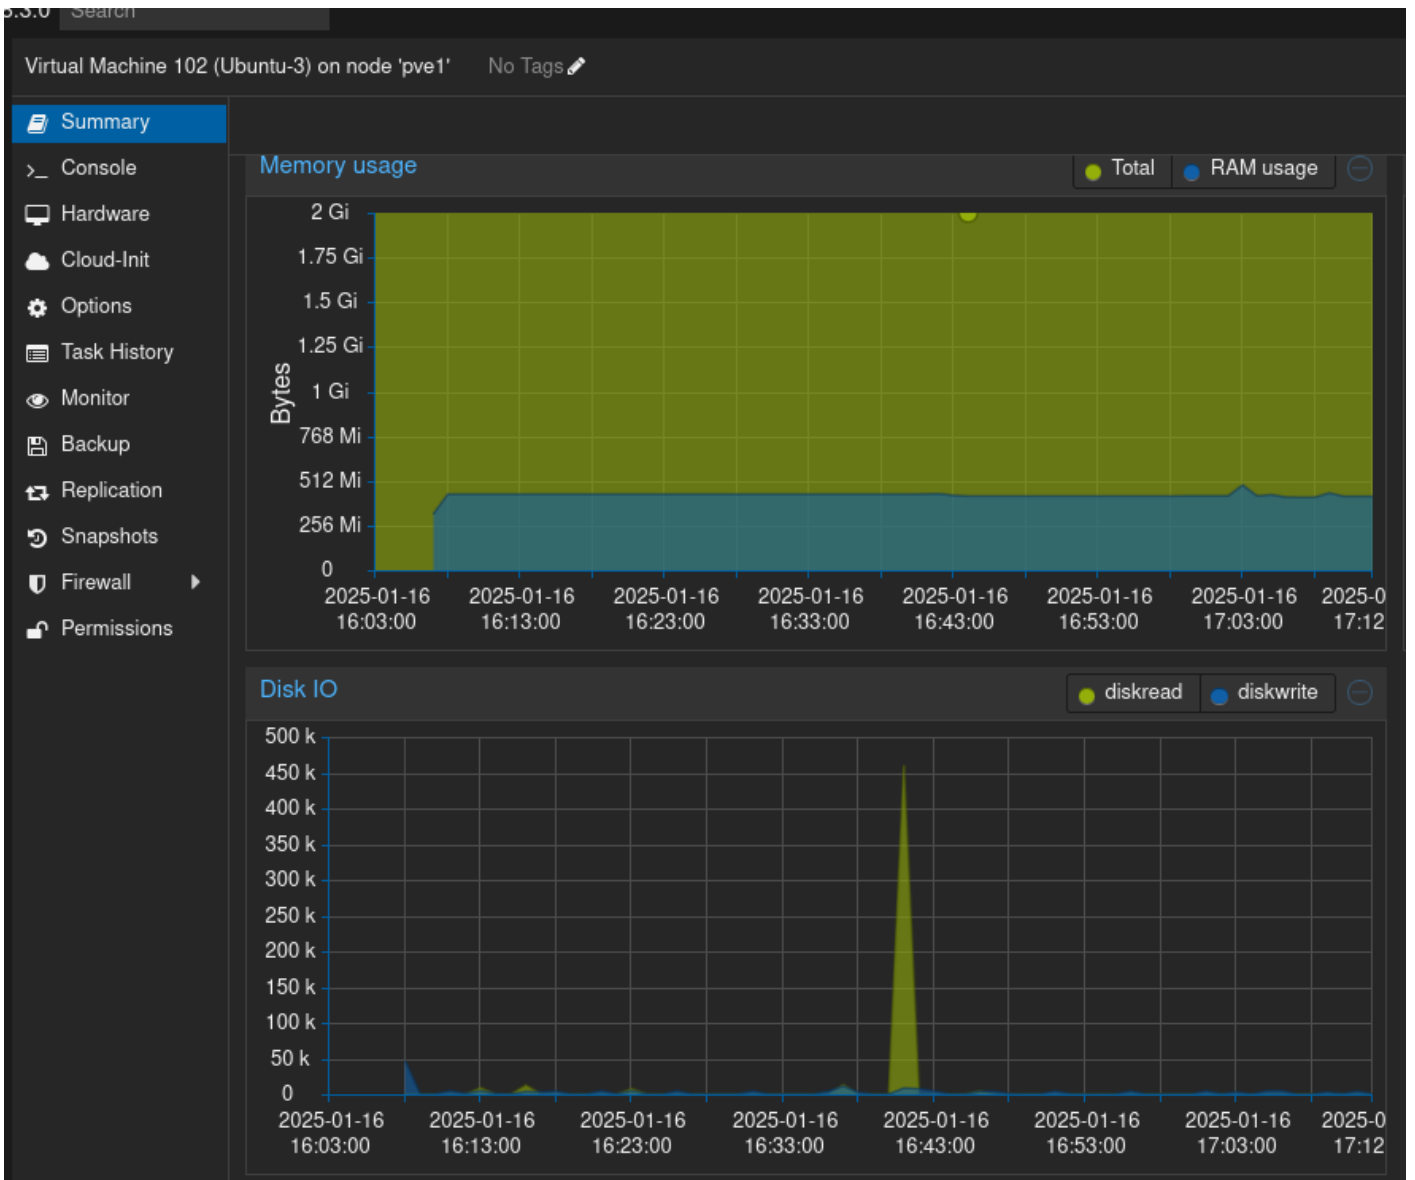 3.3.0 Search
Virtual Machine 102 (Ubuntu-3) on node 'pve1' No Tags
Summary
Console
Hardware
Cloud-Init
Options
Task History
Monitor
Backup
Replication
Snapshots
Firewall
Permissions
Memory usage
Total RAM usage
2 Gi
1.75 Gi
1.5 Gi
1.25 Gi
1 Gi
768 Mi
512 Mi
256 Mi
0
Bytes
2025-01-16 2025-01-16 2025-01-16 2025-01-16 2025-01-16 2025-01-16 2025-01-16 2025-0
16:03:00 16:13:00 16:23:00 16:33:00 16:43:00 16:53:00 17:03:00 17:12
Disk IO
diskread diskwrite
500 k
450 k
400 k
350 k
300 k
250 k
200 k
150 k
100 k
50 k
0
2025-01-16 2025-01-16 2025-01-16 2025-01-16 2025-01-16 2025-01-16 2025-01-16 2025-0
16:03:00 16:13:00 16:23:00 16:33:00 16:43:00 16:53:00 17:03:00 17:12